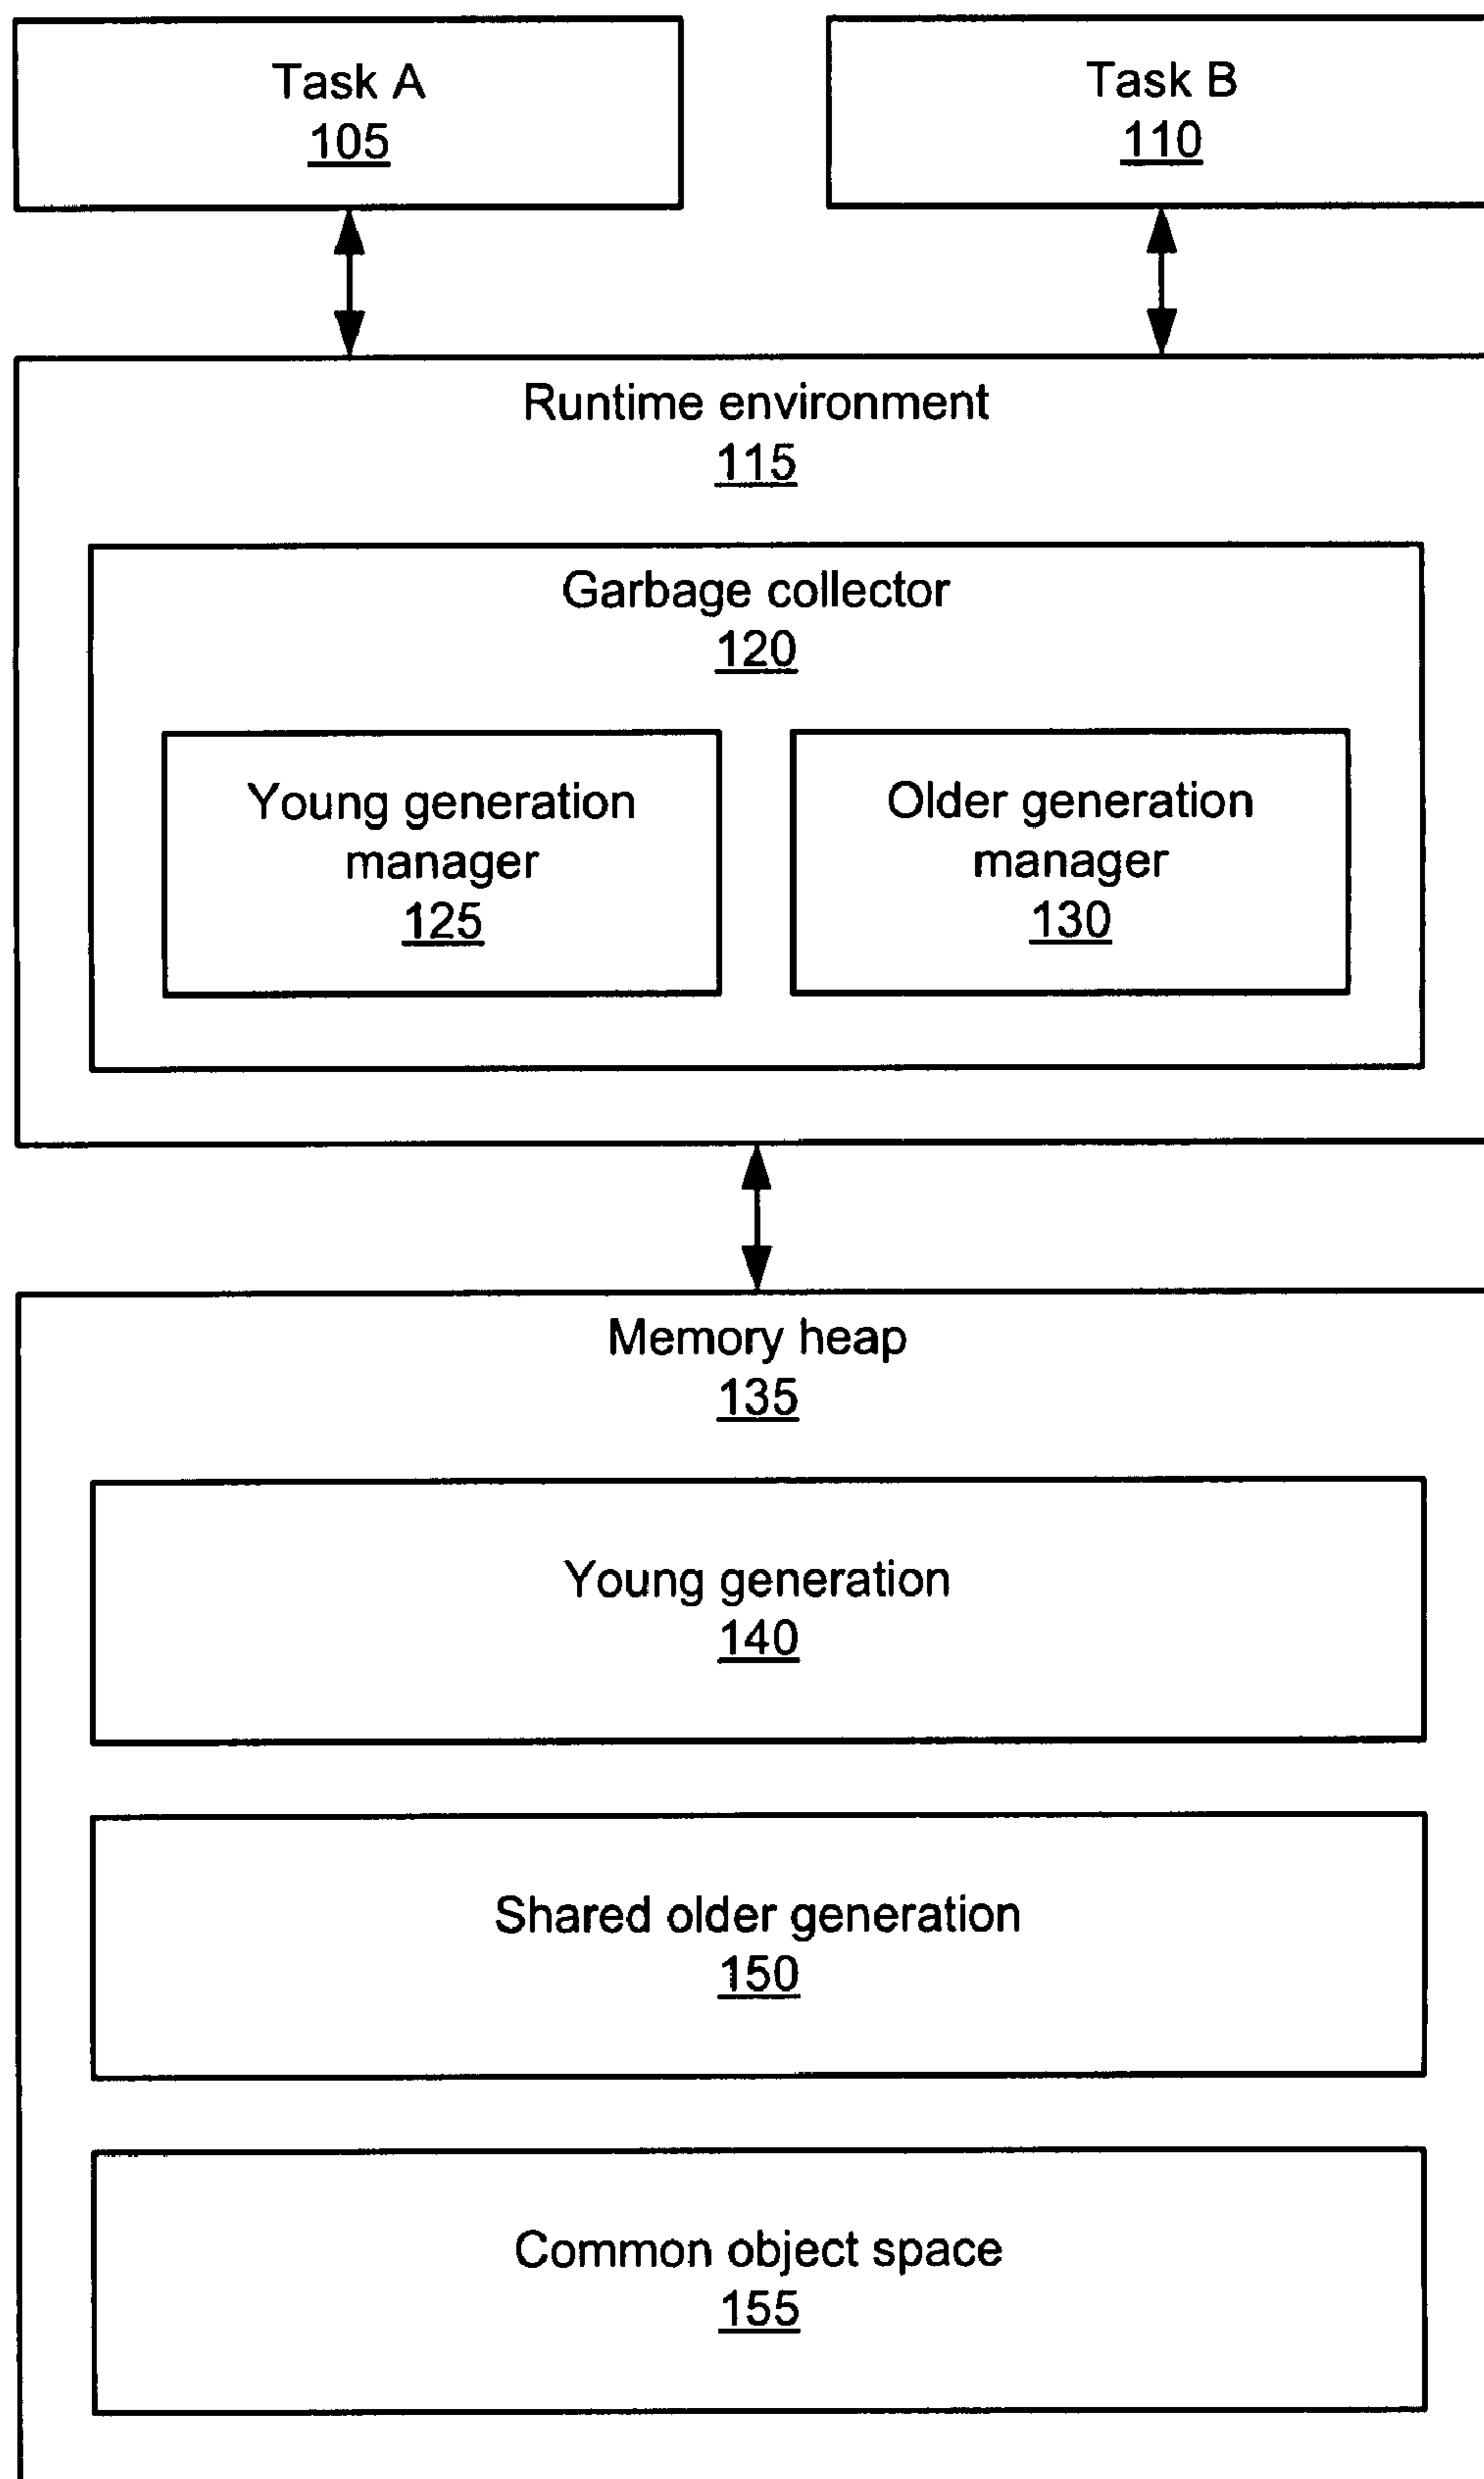 Task A
105
Task B
110
Runtime environment
115
Garbage collector
120
Young generation
manager
125
Older generation
manager
130
Memory heap
135
Young generation
140
Shared older generation
150
Common object space
155